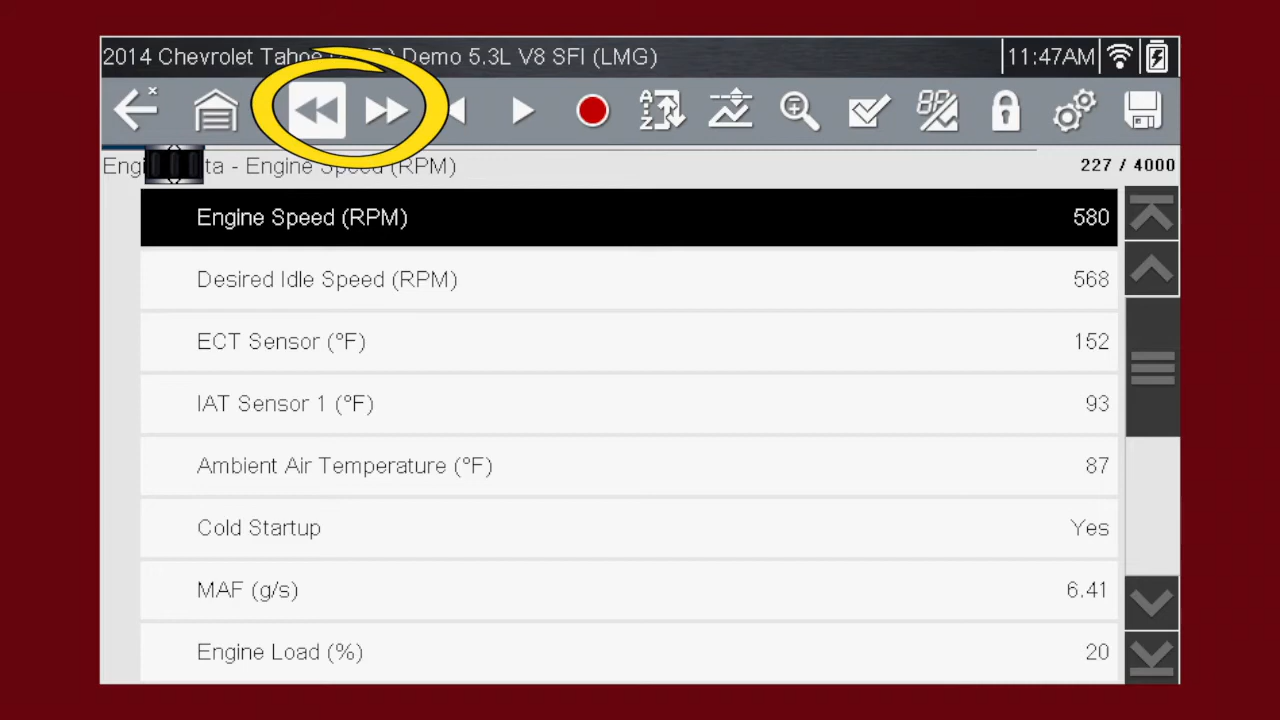 2014 Chevrolet Tahoe Demo 5.3L V8 SFI (LMG) 11:47AM
A Z
Engi ta - Engine Speed (RPM) 227 / 4000
Engine Speed (RPM) 580
Desired Idle Speed (RPM) 568
ECT Sensor (°F) 152
IAT Sensor 1 (°F) 93
Ambient Air Temperature (°F) 87
Cold Startup Yes
MAF (g/s) 6.41
Engine Load (%) 20